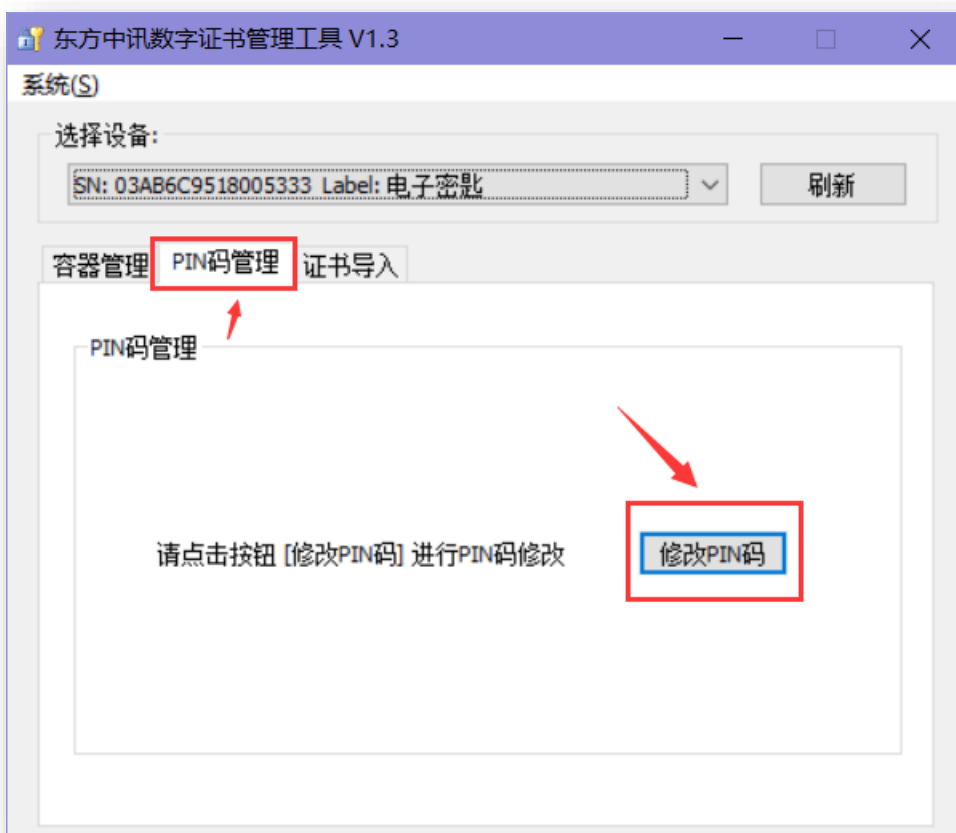 东方中讯数字证书管理工具 V1.3
系统(S)
选择设备:
SN: 03AB6C9518005333 Label: 电子密匙
刷新
容器管理 PIN码管理 证书导入
PIN码管理
请点击按钮 [修改PIN码] 进行PIN码修改 修改PIN码